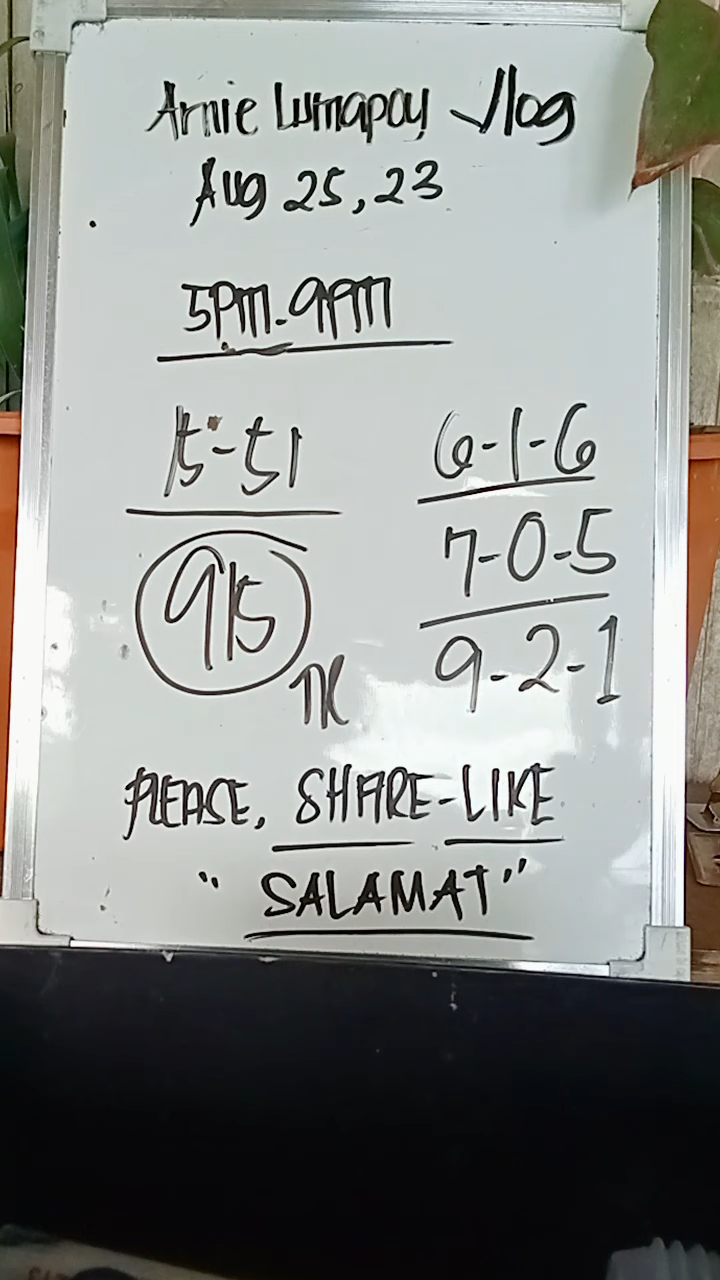 Arnie Lumapay Vlog
Aug 25, 23
5PM-9PM
15-51
915
TR
6-1-6
7-0-5
9-2-1
PLEASE, SHARE-LIKE
"SALAMAT"